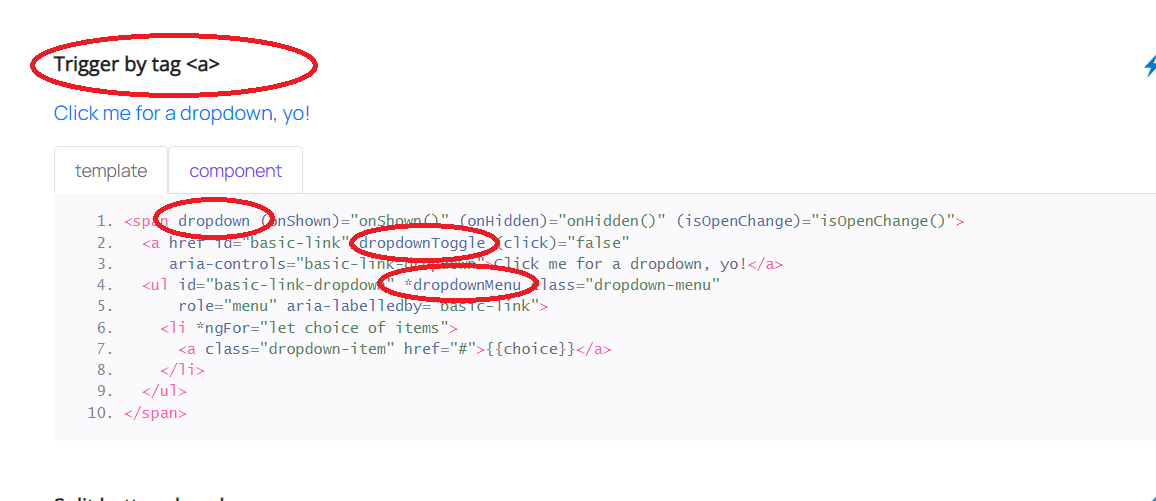 Trigger by tag <a>
Click me for a dropdown, yo!
template component
1. <span dropdown (onShown)="onShown()" (onHidden)="onHidden()" (isOpenChange)="isOpenChange()">
2. <a href id="basic-link" dropdownToggle (click)="false"
3. aria-controls="basic-link-dropdown">Click me for a dropdown, yo!</a>
4. <ul id="basic-link-dropdown" *dropdownMenu class="dropdown-menu"
5. role="menu" aria-labelledby="basic-link">
6. <li *ngFor="let choice of items">
7. <a class="dropdown-item" href="#">{{choice}}</a>
8. </li>
9. </ul>
10. </span>